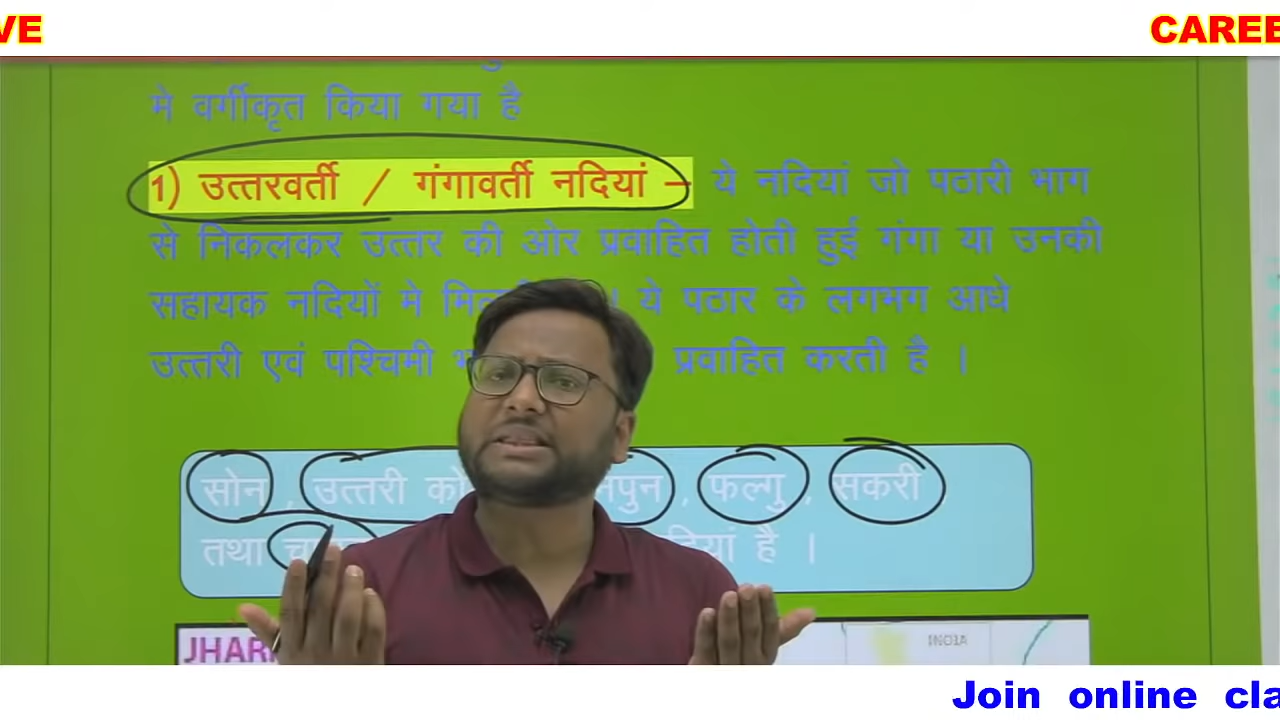 VE CAREE
मे वर्गीकृत किया गया है
1) उत्तरवर्ती / गंगावर्ती नदियां – ये नदियां जो पठारी भाग
से निकलकर उत्तर की ओर प्रवाहित होती हुई गंगा या उनकी
सहायक नदियों मे । ये पठार के लगभग आधे
उत्तरी एवं पश्चिमी प्रवाहित करती है ।
सोन , उत्तरी , फल्गु , सकरी
तथा है ।
INDIA
Join online cla